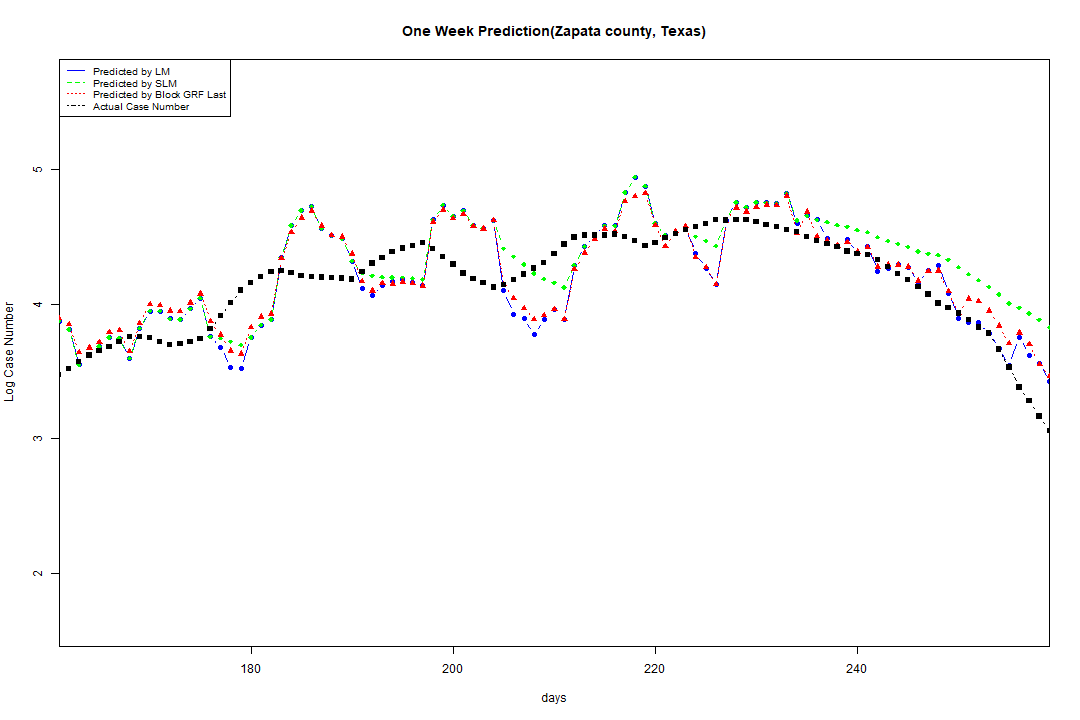 One Week Prediction(Zapata county, Texas)
Predicted by LM
Predicted by SLM
Predicted by Block GRF Last
Actual Case Number
5
4
3
2
Log Case Number
180 200 220 240
days